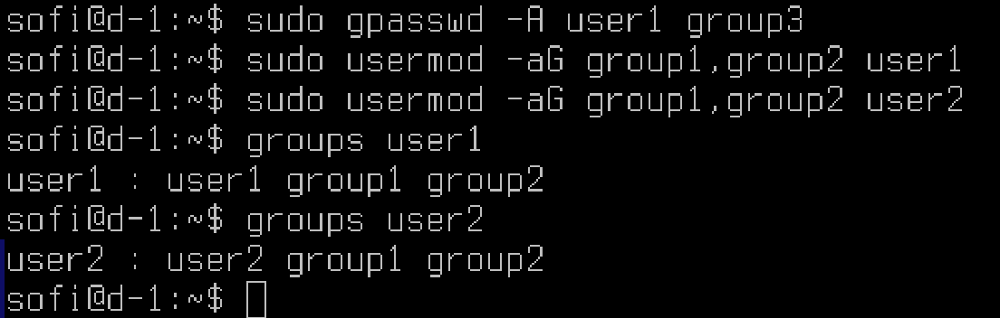 sofi@d-1:~$ sudo gpasswd -A user1 group3
sofi@d-1:~$ sudo usermod -aG group1,group2 user1
sofi@d-1:~$ sudo usermod -aG group1,group2 user2
sofi@d-1:~$ groups user1
user1 : user1 group1 group2
sofi@d-1:~$ groups user2
user2 : user2 group1 group2
sofi@d-1:~$